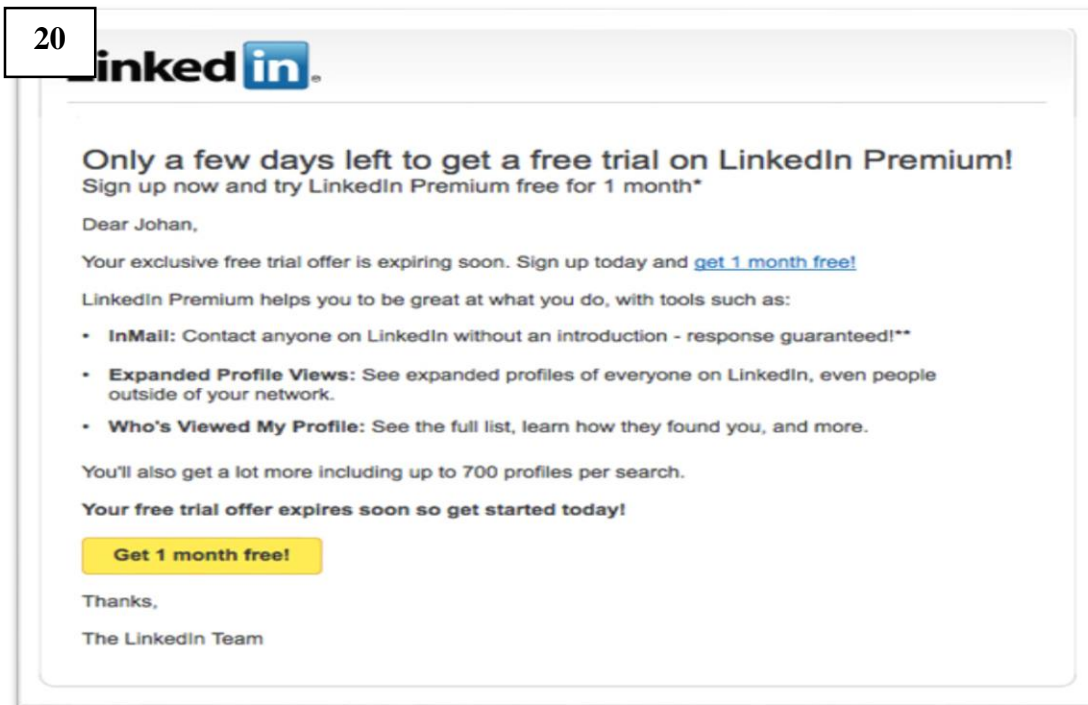 20
Linkedin®
Only a few days left to get a free trial on LinkedIn Premium!
Sign up now and try LinkedIn Premium free for 1 month*
Dear Johan,
Your exclusive free trial offer is expiring soon. Sign up today and get 1 month free!
LinkedIn Premium helps you to be great at what you do, with tools such as:
• InMail: Contact anyone on LinkedIn without an introduction - response guaranteed!**
• Expanded Profile Views: See expanded profiles of everyone on LinkedIn, even people
outside of your network.
• Who's Viewed My Profile: See the full list, learn how they found you, and more.
You'll also get a lot more including up to 700 profiles per search.
Your free trial offer expires soon so get started today!
Get 1 month free!
Thanks,
The LinkedIn Team